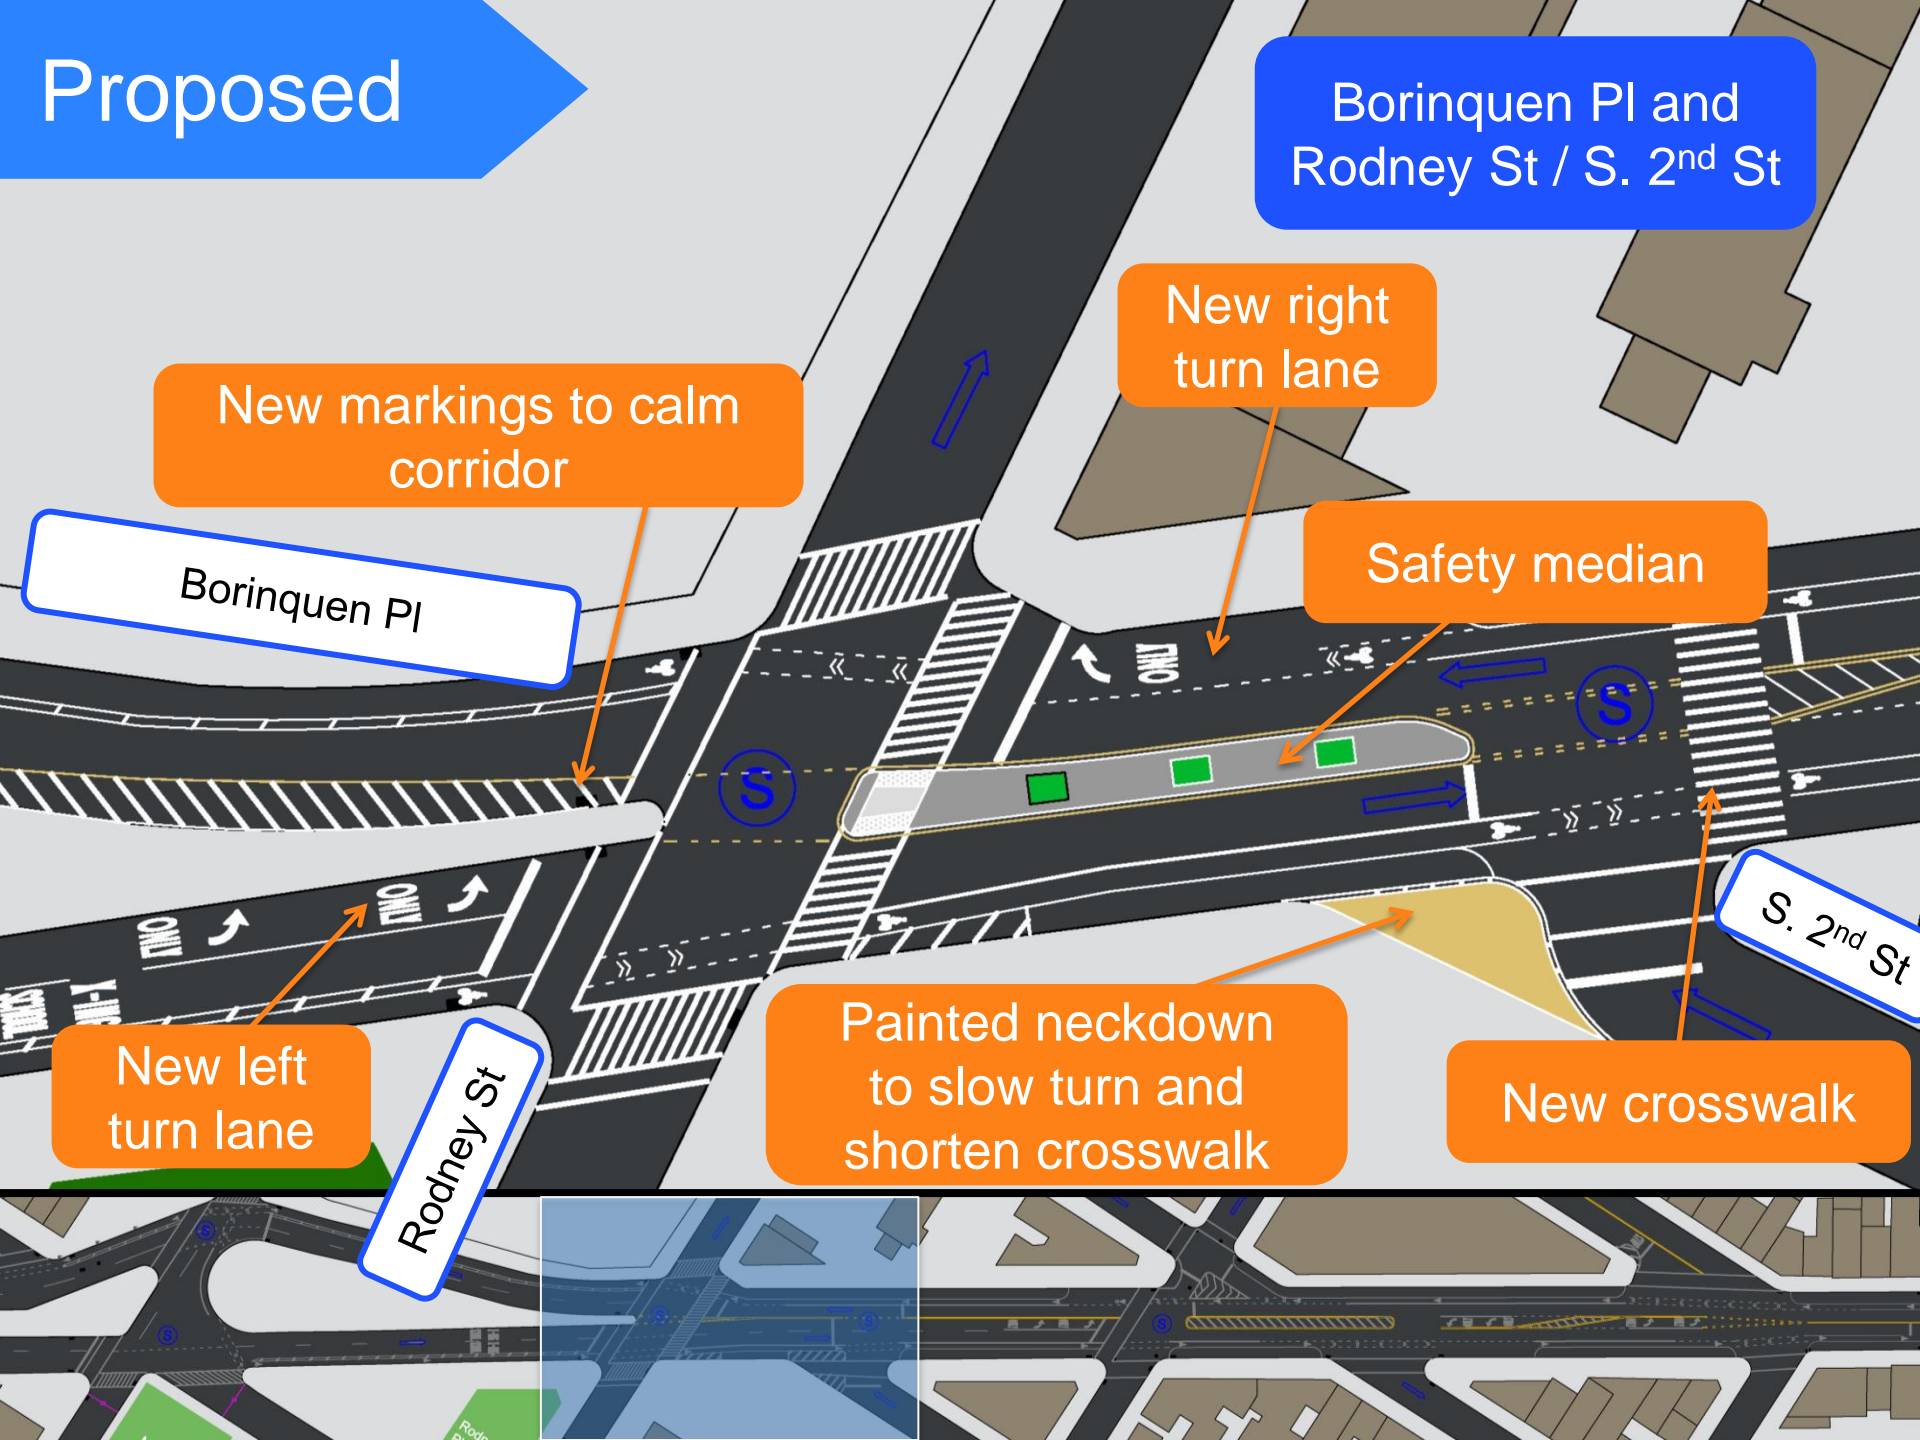 Proposed
Borinquen Pl and
Rodney St / S. 2nd St
New right
turn lane
New markings to calm
corridor
Safety median
Borinquen Pl
ONLY
S
S
ONLY
ONLY
S. 2nd St
New left
turn lane
Rodney St
Painted neckdown
to slow turn and
shorten crosswalk
New crosswalk
S
S
S
S
S